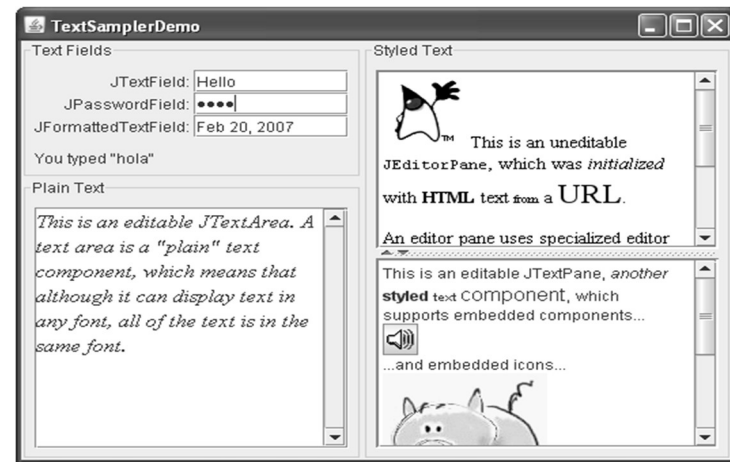 TextSamplerDemo
Text Fields
JTextField: Hello
JPasswordField: ••••
JFormattedTextField: Feb 20, 2007
You typed "hola"
Plain Text
This is an editable JTextArea. A
text area is a "plain" text
component, which means that
although it can display text in
any font, all of the text is in the
same font.
Styled Text
TM This is an uneditable
JEditorPane, which was initialized
with HTML text from a URL.
An editor pane uses specialized editor
This is an editable JTextPane, another
styled text component, which
supports embedded components...
...and embedded icons...